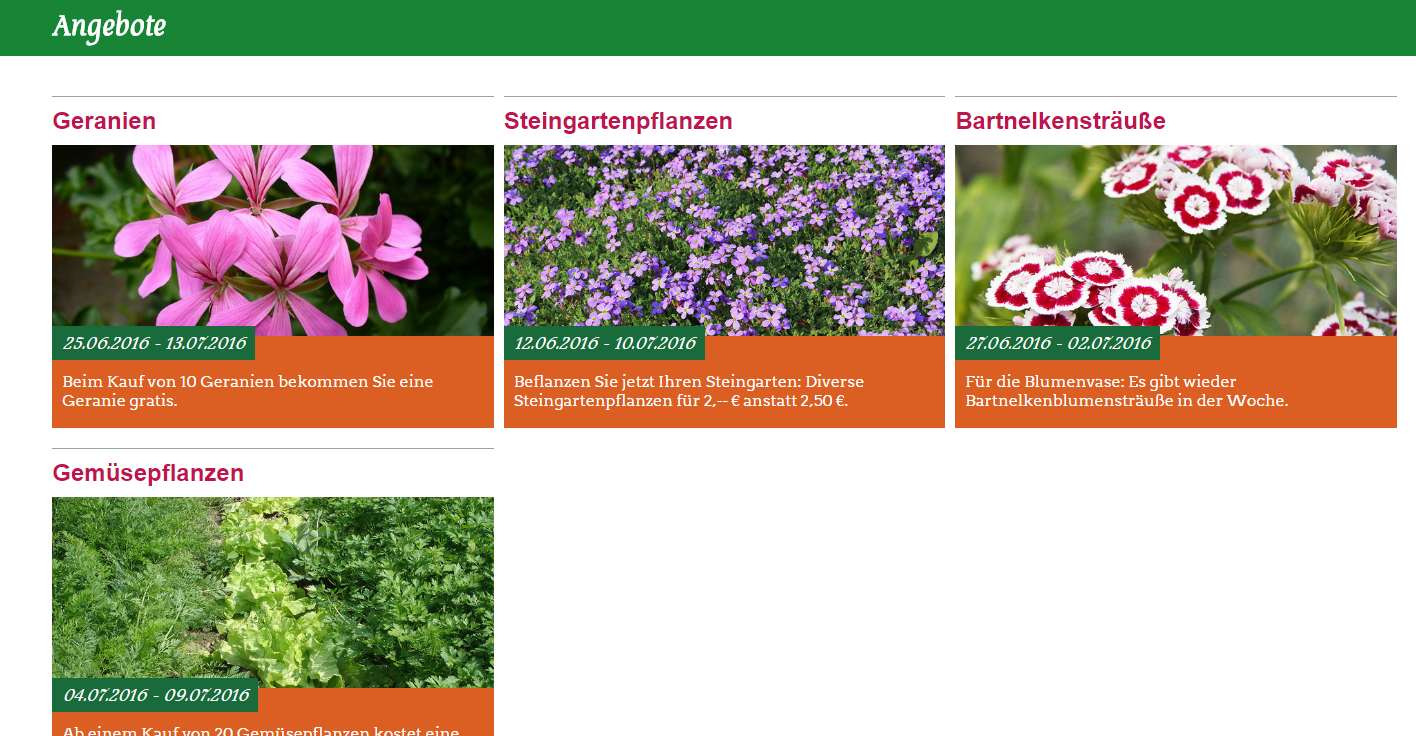 Angebote
Geranien
25.06.2016 - 13.07.2016
Beim Kauf von 10 Geranien bekommen Sie eine
Geranie gratis.
Steingartenpflanzen
12.06.2016 - 10.07.2016
Beflanzen Sie jetzt Ihren Steingarten: Diverse
Steingartenpflanzen für 2,-- € anstatt 2,50 €.
Bartnelkensträuße
27.06.2016 - 02.07.2016
Für die Blumenvase: Es gibt wieder
Bartnelkenblumensträuße in der Woche.
Gemüsepflanzen
04.07.2016 - 09.07.2016
Ab einem Kauf von 20 Gemüsepflanzen kostet eine